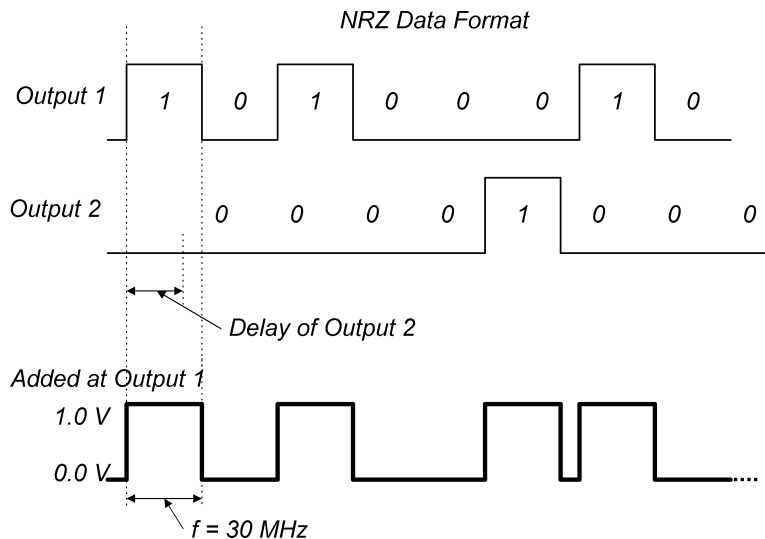 NRZ Data Format
Output 1 1 0 1 0 0 0 1 0
Output 2 0 0 0 0 1 0 0 0
Delay of Output 2
Added at Output 1
1.0 V
0.0 V
f = 30 MHz